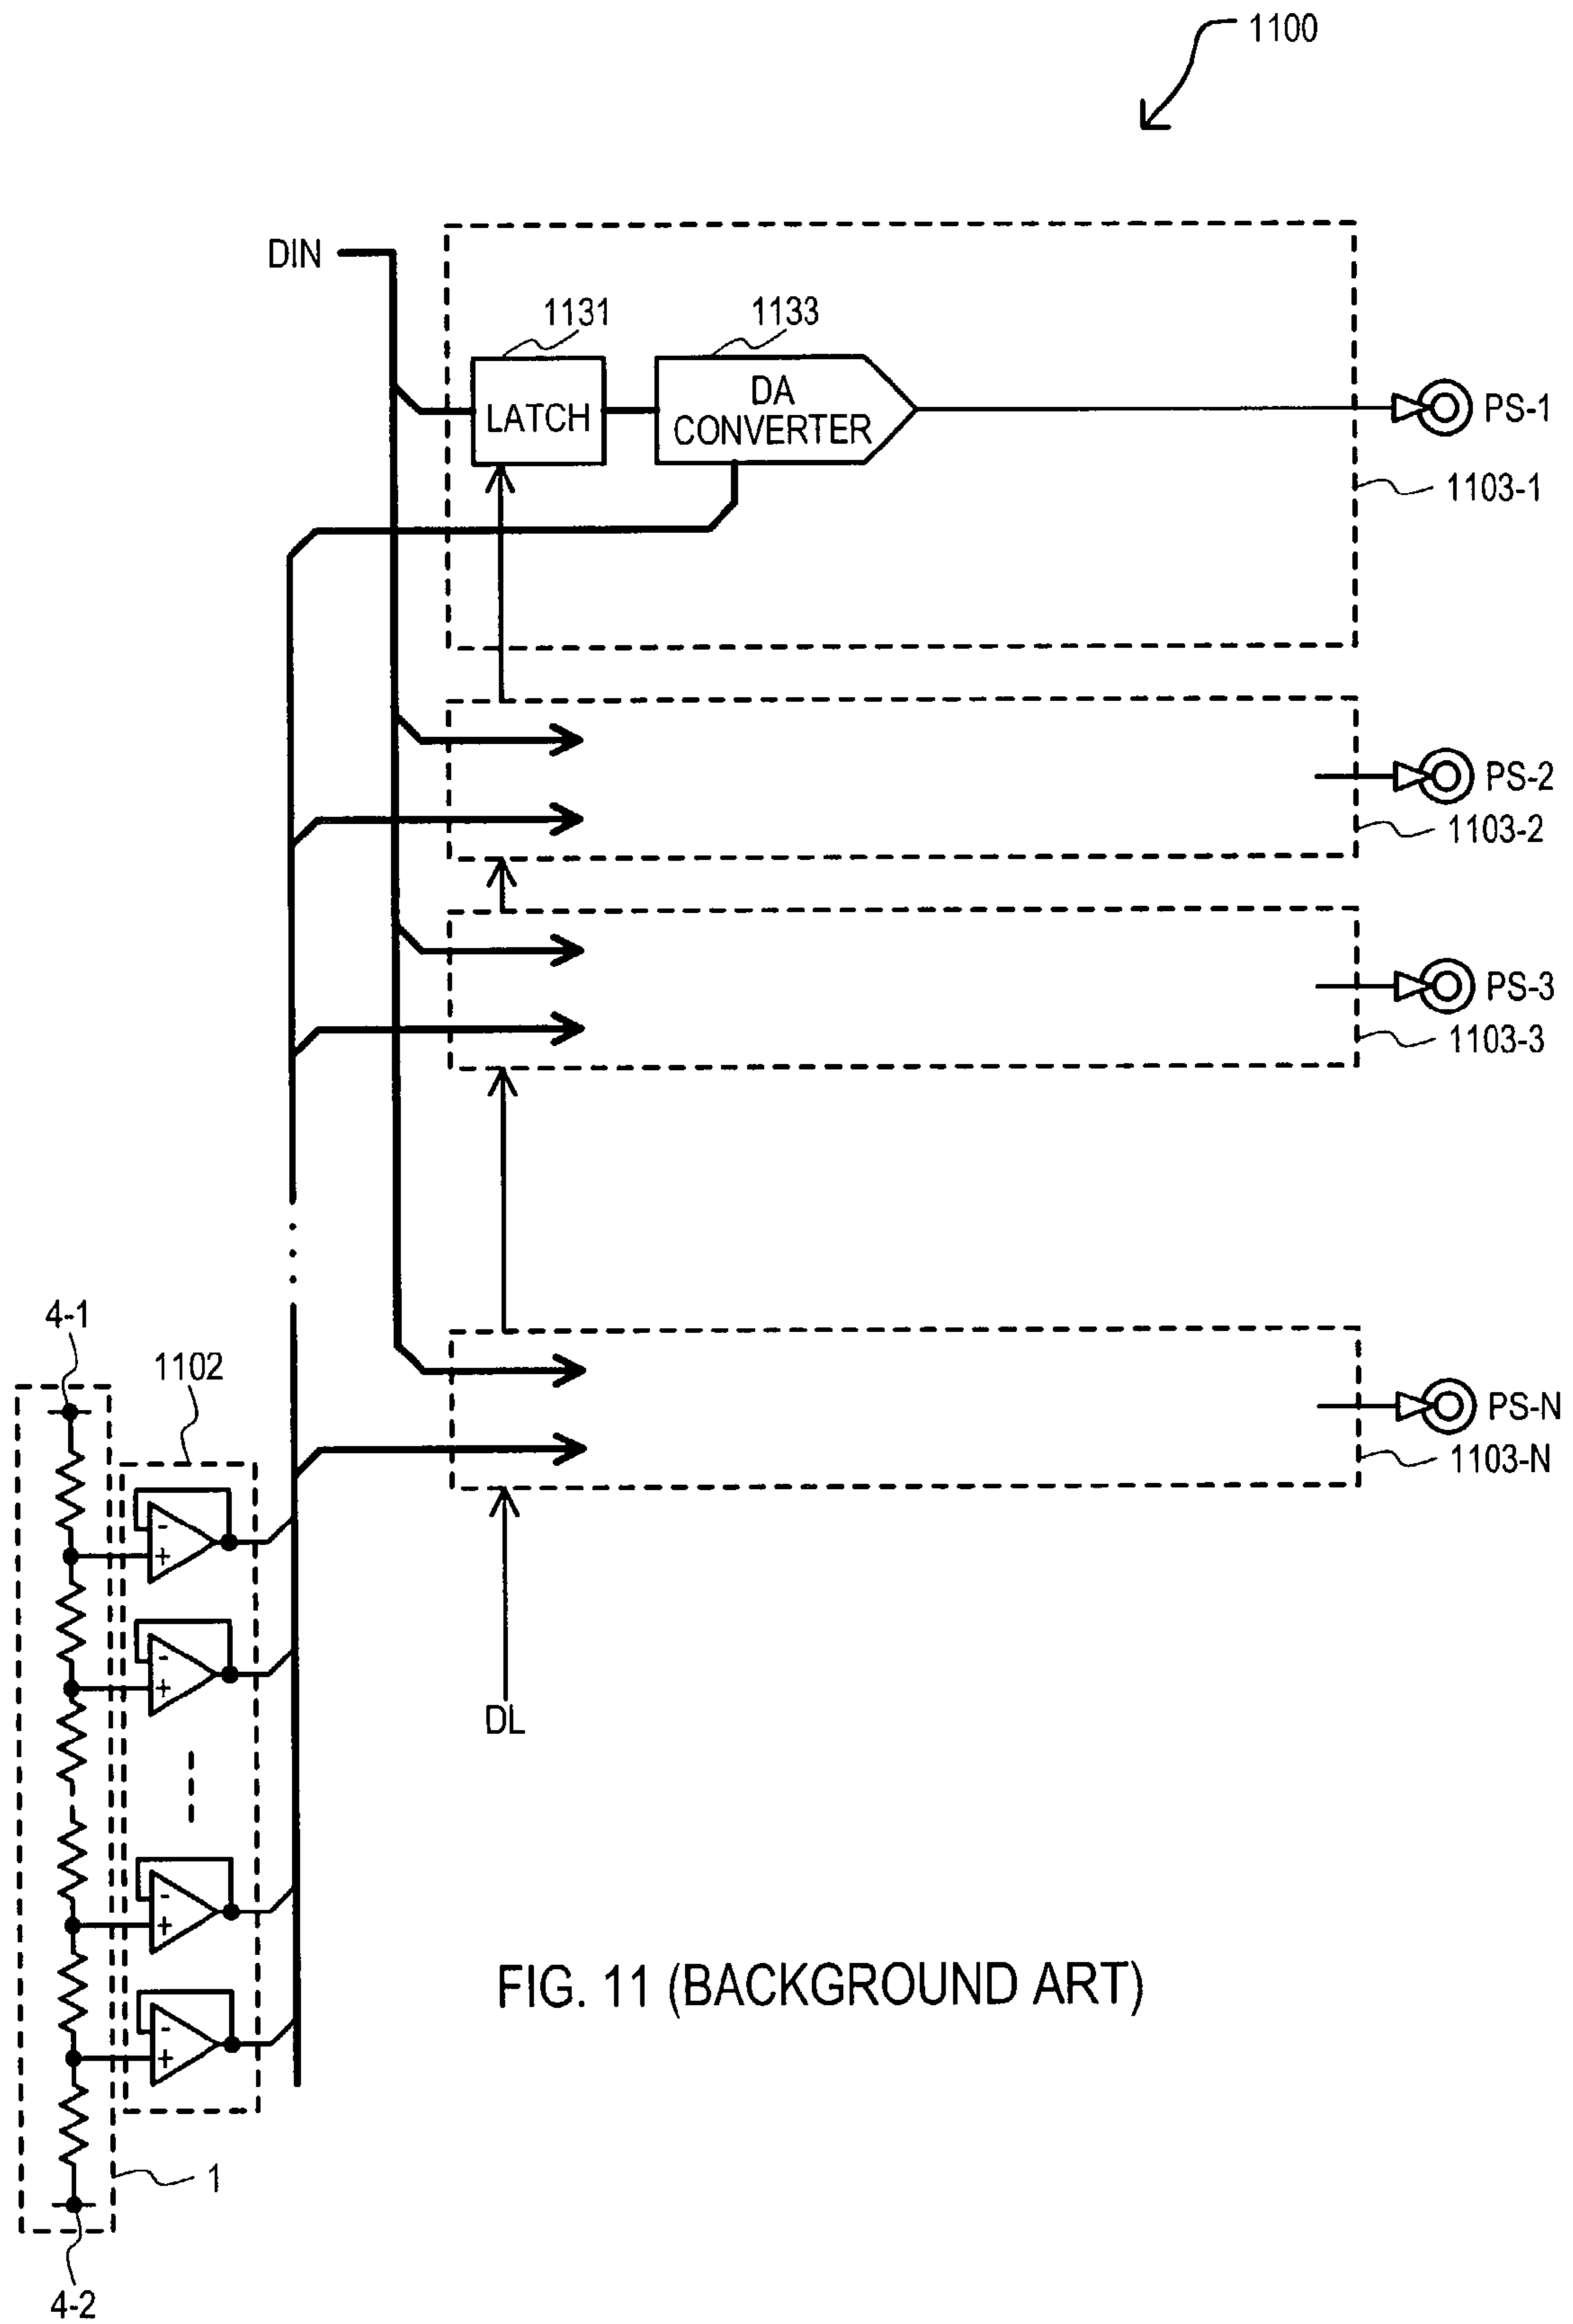 1100
DIN
1131
1133
LATCH
DA
CONVERTER
PS-1
1103-1
PS-2
1103-2
PS-3
1103-3
4-1
1102
PS-N
1103-N
-
+
-
+
DL
-
+
-
+
FIG. 11 (BACKGROUND ART)
1
4-2